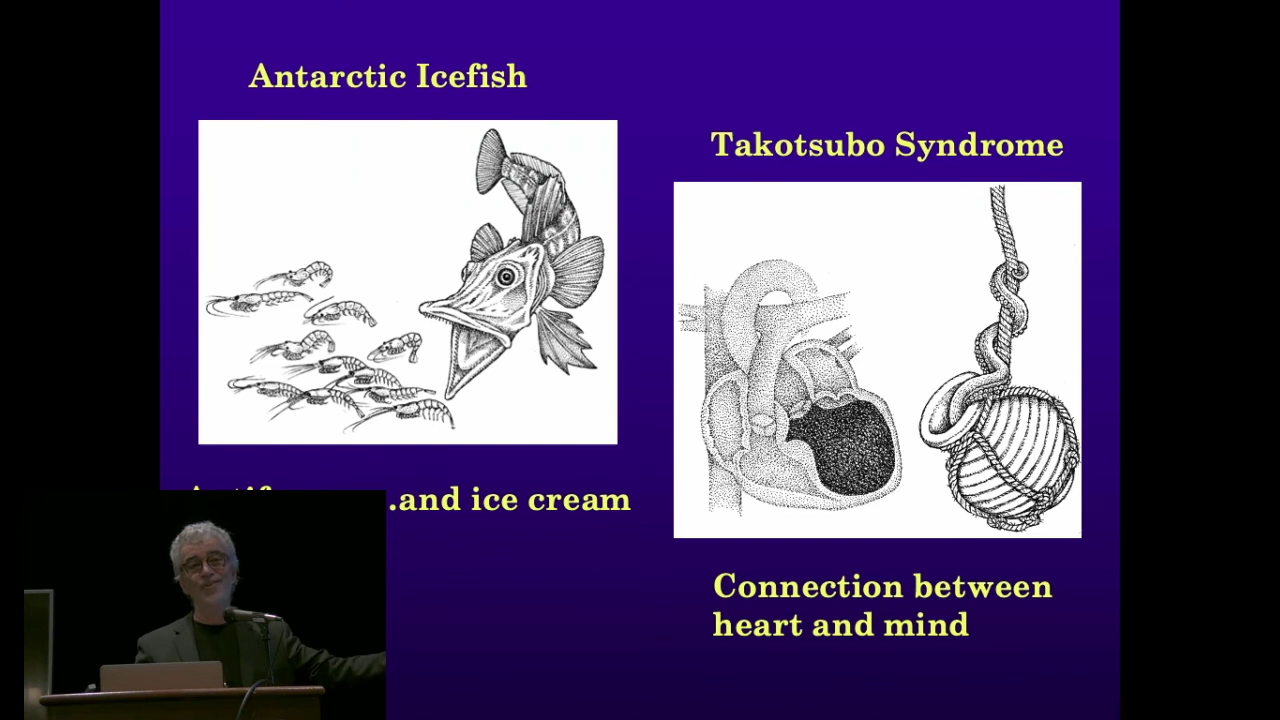 Antarctic Icefish
Takotsubo Syndrome
.and ice cream
Connection between
heart and mind